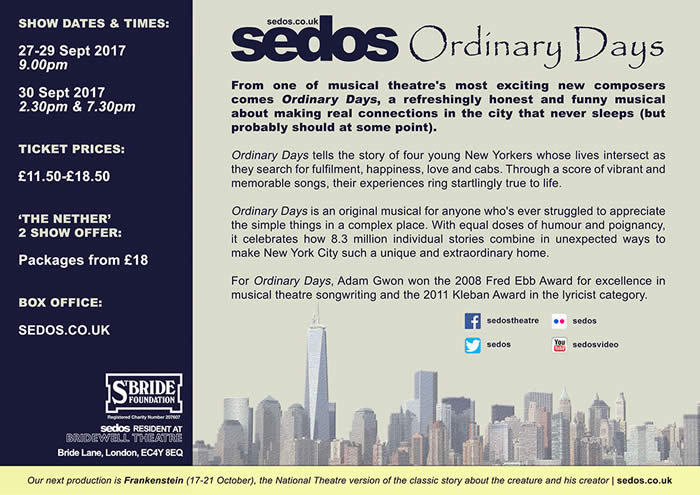 SHOW DATES & TIMES:
27-29 Sept 2017
9.00pm
30 Sept 2017
2.30pm & 7.30pm
TICKET PRICES:
£11.50-£18.50
‘THE NETHER’
2 SHOW OFFER:
Packages from £18
BOX OFFICE:
SEDOS.CO.UK
ST BRIDE
FOUNDATION
Registered Charity Number 207607
sedos RESIDENT AT
BRIDEWELL THEATRE
Bride Lane, London, EC4Y 8EQ
sedos.co.uk
sedos Ordinary Days
From one of musical theatre's most exciting new composers
comes Ordinary Days, a refreshingly honest and funny musical
about making real connections in the city that never sleeps (but
probably should at some point).
Ordinary Days tells the story of four young New Yorkers whose lives intersect as
they search for fulfilment, happiness, love and cabs. Through a score of vibrant and
memorable songs, their experiences ring startlingly true to life.
Ordinary Days is an original musical for anyone who's ever struggled to appreciate
the simple things in a complex place. With equal doses of humour and poignancy,
it celebrates how 8.3 million individual stories combine in unexpected ways to
make New York City such a unique and extraordinary home.
For Ordinary Days, Adam Gwon won the 2008 Fred Ebb Award for excellence in
musical theatre songwriting and the 2011 Kleban Award in the lyricist category.
f sedostheatre sedos
sedos You Tube sedosvideo
Our next production is Frankenstein (17-21 October), the National Theatre version of the classic story about the creature and his creator | sedos.co.uk